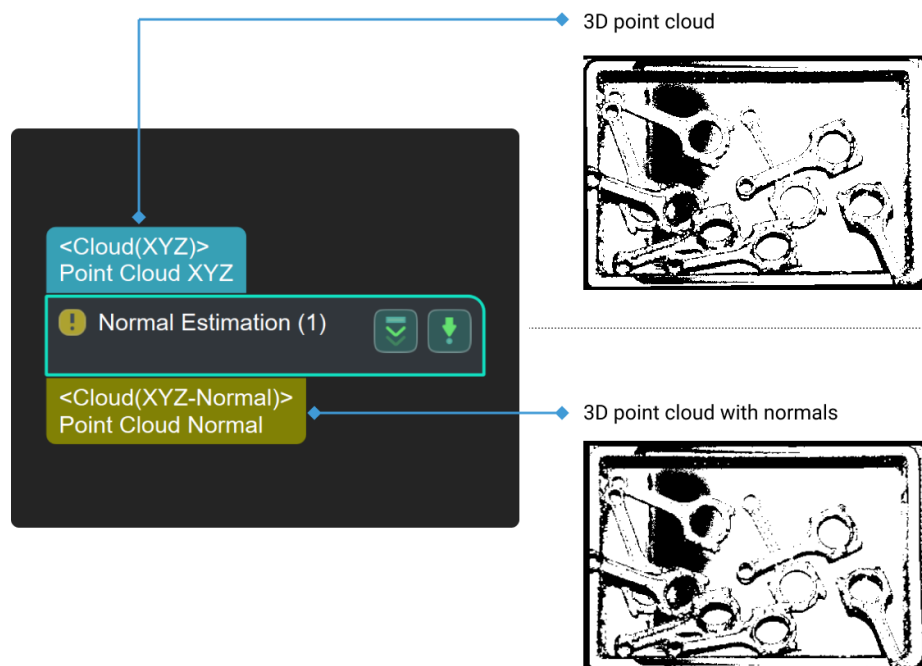 3D point cloud
<Cloud(XYZ)>
Point Cloud XYZ
Normal Estimation (1)
<Cloud(XYZ-Normal)>
Point Cloud Normal
3D point cloud with normals